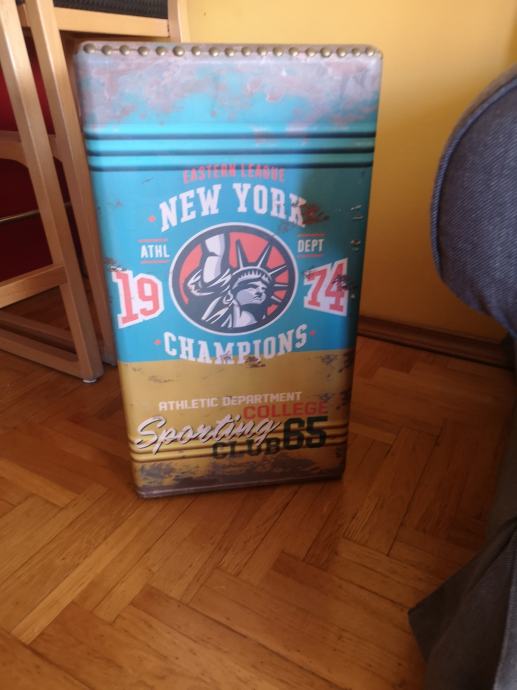 EASTERN LEAGUE
NEW YORK
ATHL DEPT
19 74
CHAMPIONS
ATHLETIC DEPARTMENT
COLLEGE
Sporting
CLUB 65